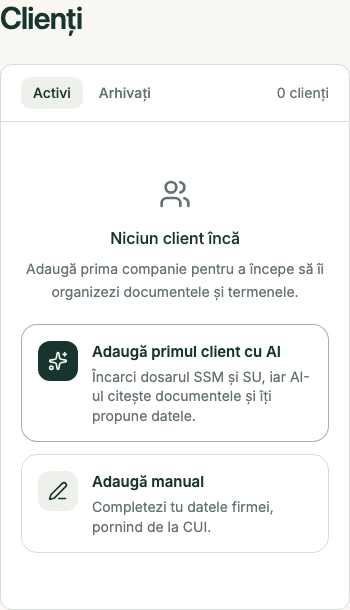 Clienți
Activi
Arhivați
0 clienți
Niciun client încă
Adaugă prima companie pentru a începe să îi
organizezi documentele și termenele.
Adaugă primul client cu AI
Încarci dosarul SSM și SU, iar AI-
ul citește documentele și îți
propune datele.
Adaugă manual
Completezi tu datele firmei,
pornind de la CUI.